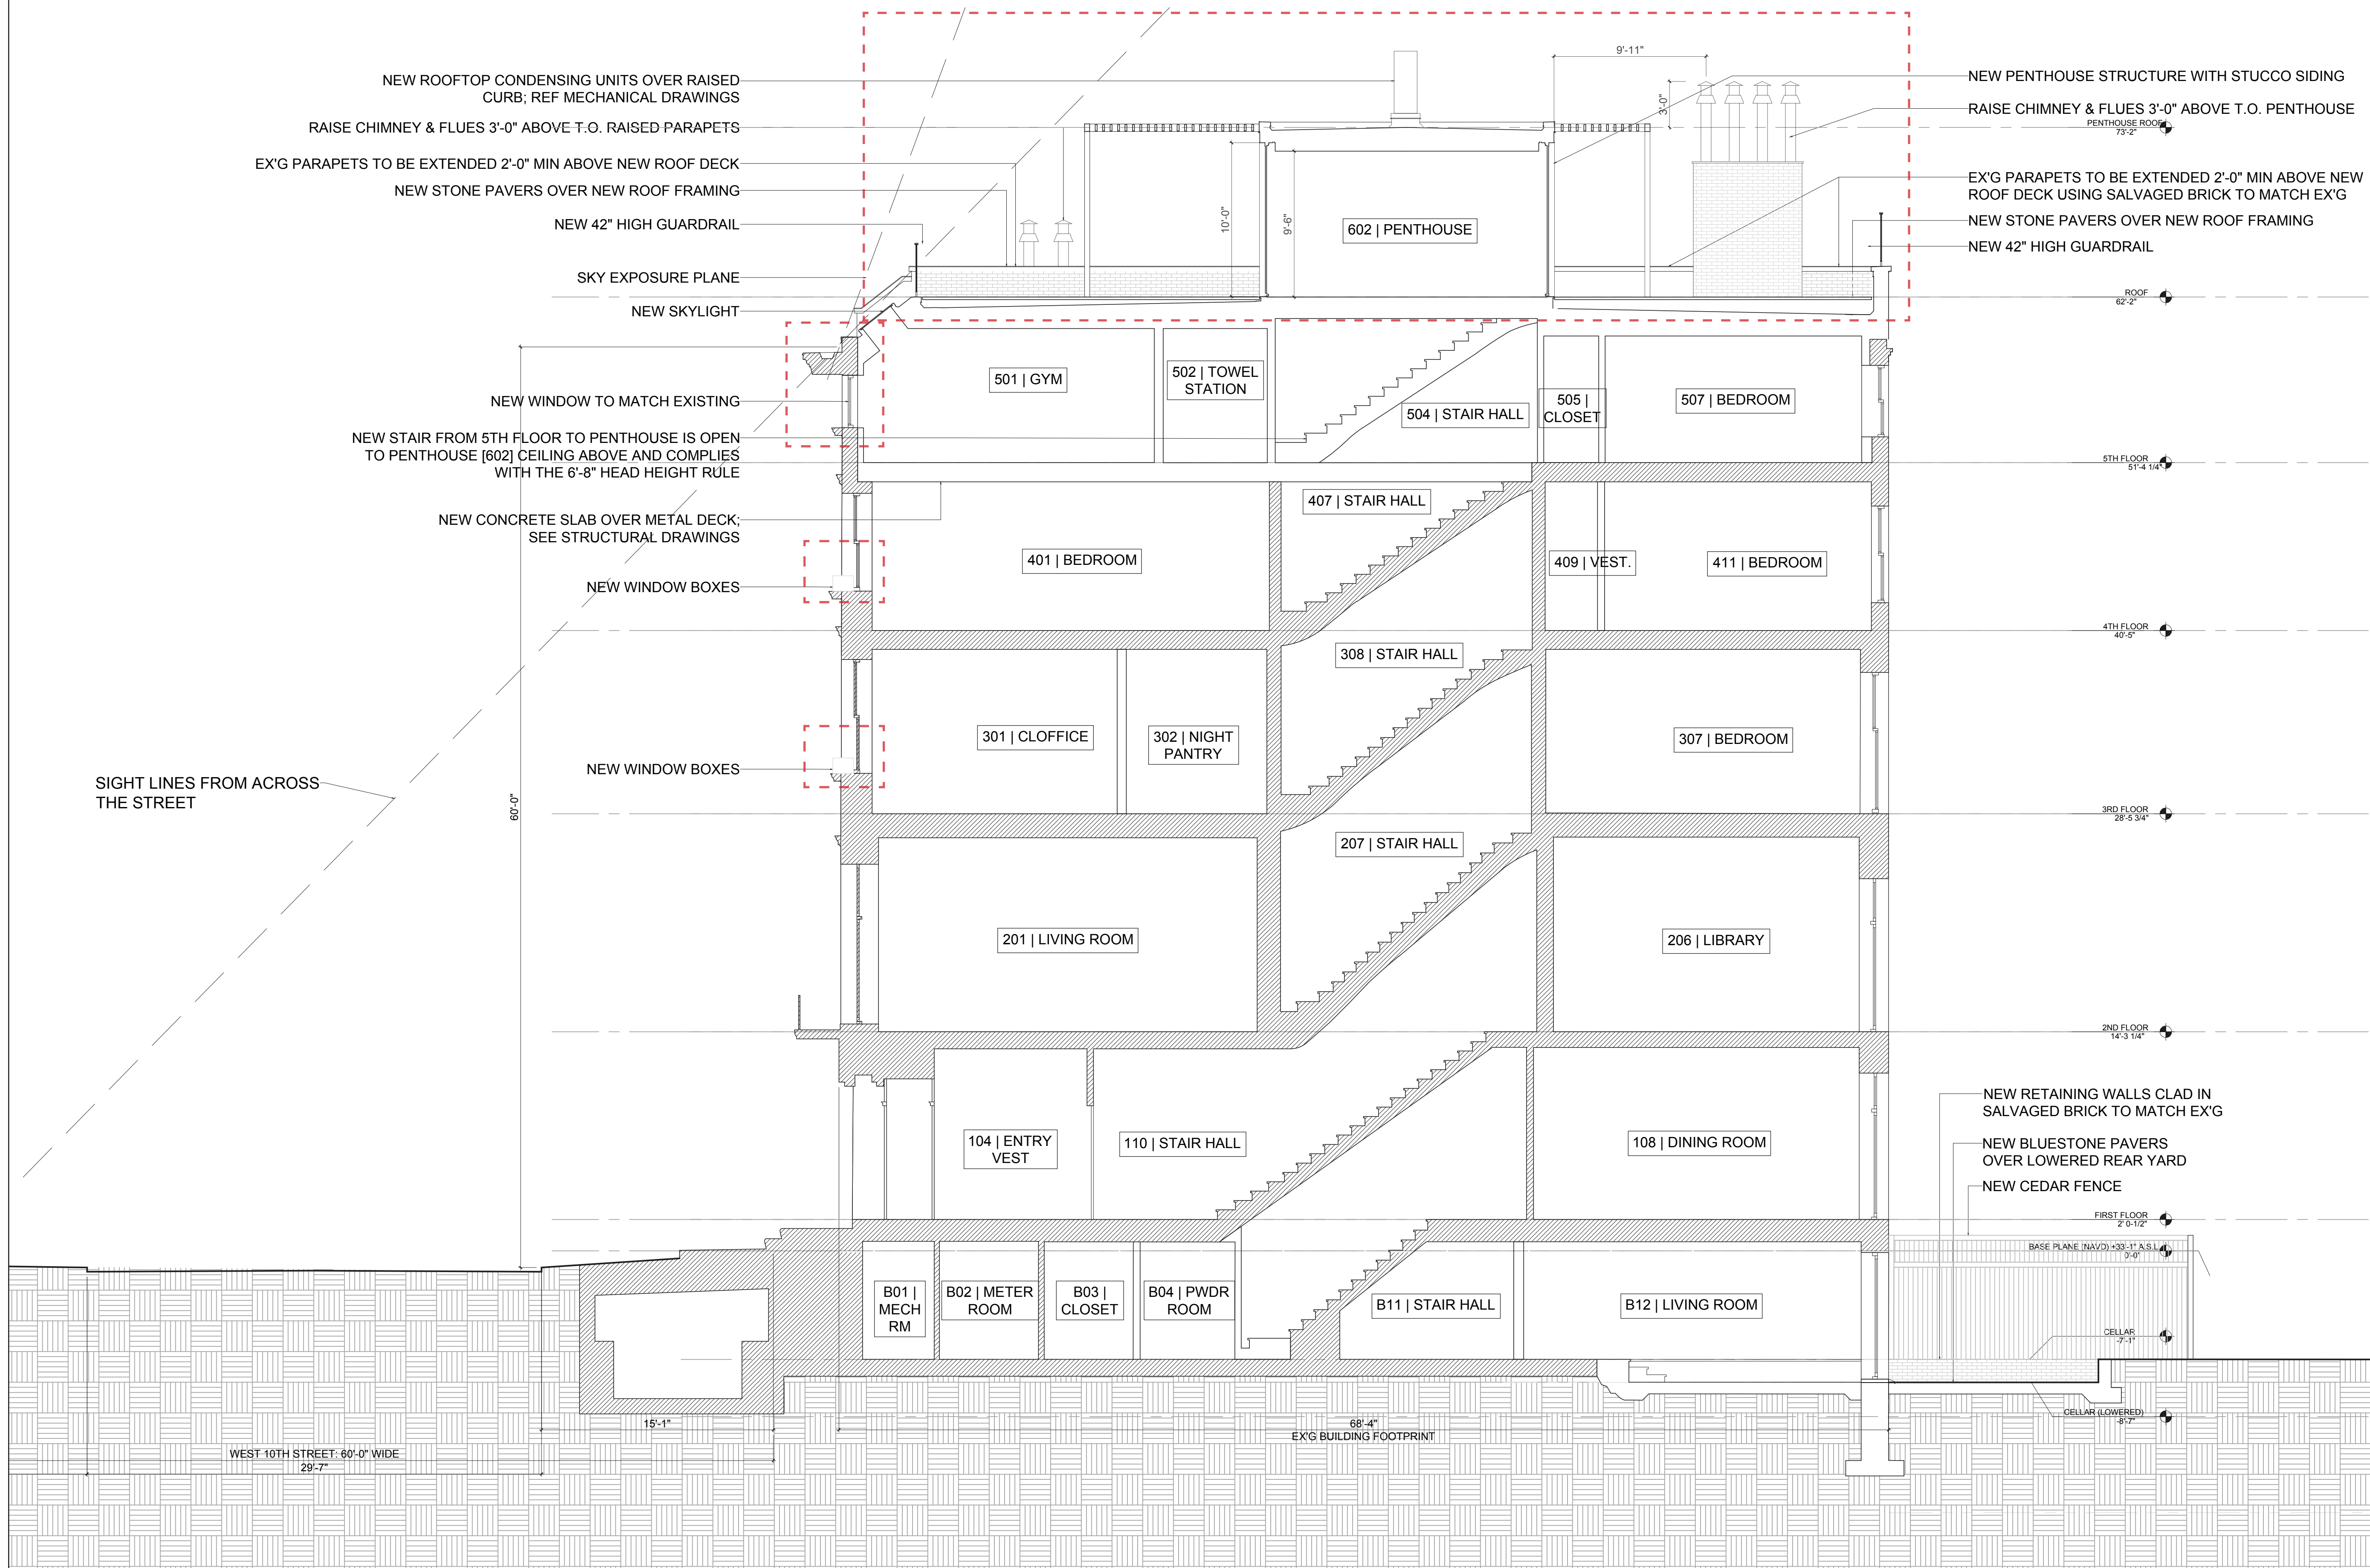 NEW ROOFTOP CONDENSING UNITS OVER RAISED
CURB; REF MECHANICAL DRAWINGS
RAISE CHIMNEY & FLUES 3'-0" ABOVE T.O. RAISED PARAPETS
EX'G PARAPETS TO BE EXTENDED 2'-0" MIN ABOVE NEW ROOF DECK
NEW STONE PAVERS OVER NEW ROOF FRAMING
NEW 42" HIGH GUARDRAIL
SKY EXPOSURE PLANE
NEW SKYLIGHT
NEW WINDOW TO MATCH EXISTING
NEW STAIR FROM 5TH FLOOR TO PENTHOUSE IS OPEN
TO PENTHOUSE [602] CEILING ABOVE AND COMPLIES
WITH THE 6'-8" HEAD HEIGHT RULE
NEW CONCRETE SLAB OVER METAL DECK;
SEE STRUCTURAL DRAWINGS
NEW WINDOW BOXES
NEW WINDOW BOXES
SIGHT LINES FROM ACROSS
THE STREET
60'-0"
9'-11"
3'-0"
10'-0"
9'-6"
602 | PENTHOUSE
501 | GYM
502 | TOWEL
STATION
504 | STAIR HALL
505 |
CLOSET
507 | BEDROOM
407 | STAIR HALL
401 | BEDROOM
409 | VEST.
411 | BEDROOM
308 | STAIR HALL
301 | CLOFFICE
302 | NIGHT
PANTRY
307 | BEDROOM
207 | STAIR HALL
201 | LIVING ROOM
206 | LIBRARY
104 | ENTRY
VEST
110 | STAIR HALL
108 | DINING ROOM
B01 |
MECH
RM
B02 | METER
ROOM
B03 |
CLOSET
B04 | PWDR
ROOM
B11 | STAIR HALL
B12 | LIVING ROOM
NEW PENTHOUSE STRUCTURE WITH STUCCO SIDING
RAISE CHIMNEY & FLUES 3'-0" ABOVE T.O. PENTHOUSE
PENTHOUSE ROOF
73'-2"
EX'G PARAPETS TO BE EXTENDED 2'-0" MIN ABOVE NEW
ROOF DECK USING SALVAGED BRICK TO MATCH EX'G
NEW STONE PAVERS OVER NEW ROOF FRAMING
NEW 42" HIGH GUARDRAIL
ROOF
62'-2"
5TH FLOOR
51'-4 1/4"
4TH FLOOR
40'-5"
3RD FLOOR
28'-5 3/4"
2ND FLOOR
14'-3 1/4"
NEW RETAINING WALLS CLAD IN
SALVAGED BRICK TO MATCH EX'G
NEW BLUESTONE PAVERS
OVER LOWERED REAR YARD
NEW CEDAR FENCE
FIRST FLOOR
2' 0-1/2"
BASE PLANE (NAVD) +33'-1" A.S.L.
0'-0"
CELLAR
-7'-1"
CELLAR (LOWERED)
-8'-7"
15'-1"
68'-4"
EX'G BUILDING FOOTPRINT
WEST 10TH STREET: 60'-0" WIDE
29'-7"